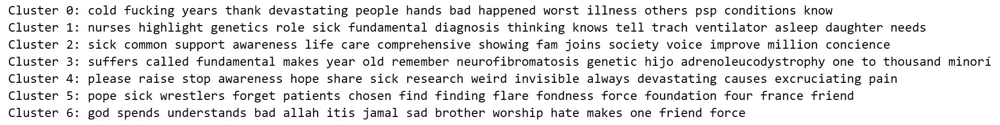 Cluster 0: cold fucking years thank devastating people hands bad happened worst illness others psp conditions know
Cluster 1: nurses highlight genetics role sick fundamental diagnosis thinking knows tell trach ventilator asleep daughter needs
Cluster 2: sick common support awareness life care comprehensive showing fam joins society voice improve million concience
Cluster 3: suffers called fundamental makes year old remember neurofibromatosis genetic hijo adrenoleucodystrophy one to thousand minorí
Cluster 4: please raise stop awareness hope share sick research weird invisible always devastating causes excruciating pain
Cluster 5: pope sick wrestlers forget patients chosen find finding flare fondness force foundation four france friend
Cluster 6: god spends understands bad allah itis jamal sad brother worship hate makes one friend force